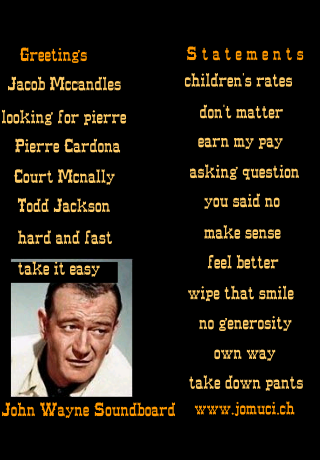 Greetings
Jacob Mccandles
looking for pierre
Pierre Cardona
Court Mcnally
Todd Jackson
hard and fast
take it easy
John Wayne Soundboard
Statements
children's rates
don't matter
earn my pay
asking question
you said no
make sense
feel better
wipe that smile
no generosity
own way
take down pants
www.jomuci.ch